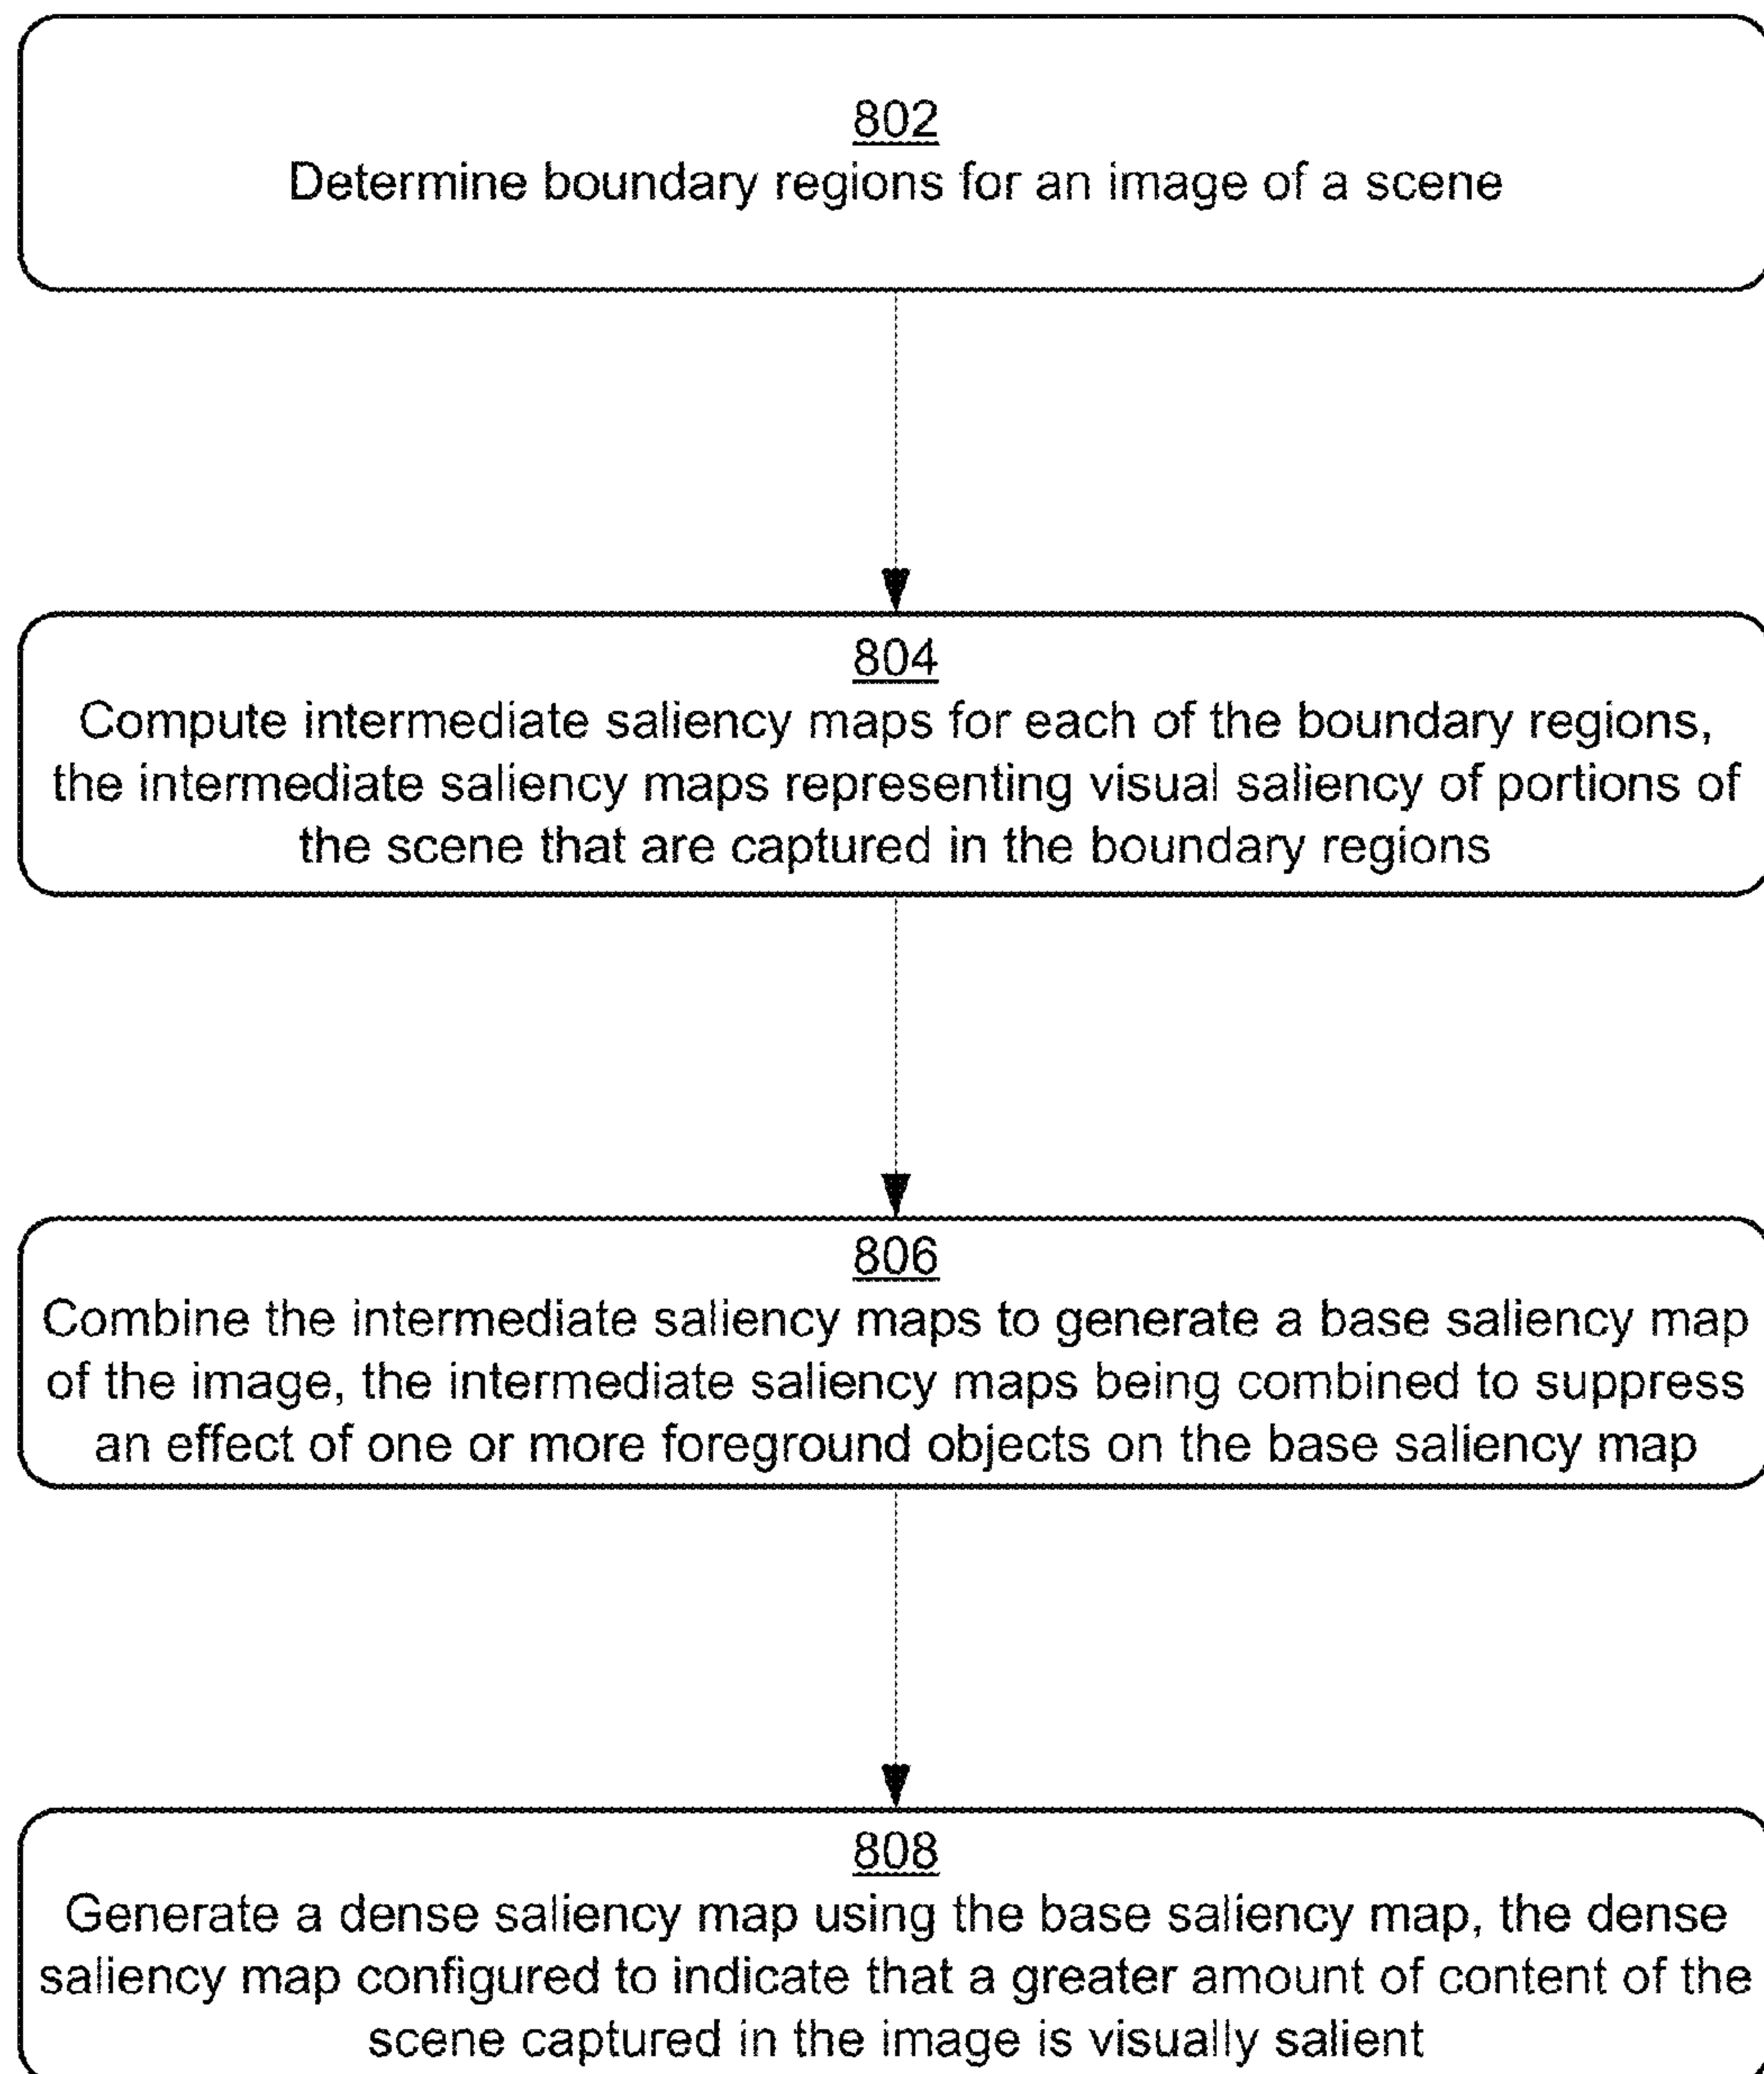 802
Determine boundary regions for an image of a scene
804
Compute intermediate saliency maps for each of the boundary regions,
the intermediate saliency maps representing visual saliency of portions of
the scene that are captured in the boundary regions
806
Combine the intermediate saliency maps to generate a base saliency map
of the image, the intermediate saliency maps being combined to suppress
an effect of one or more foreground objects on the base saliency map
808
Generate a dense saliency map using the base saliency map, the dense
saliency map configured to indicate that a greater amount of content of the
scene captured in the image is visually salient